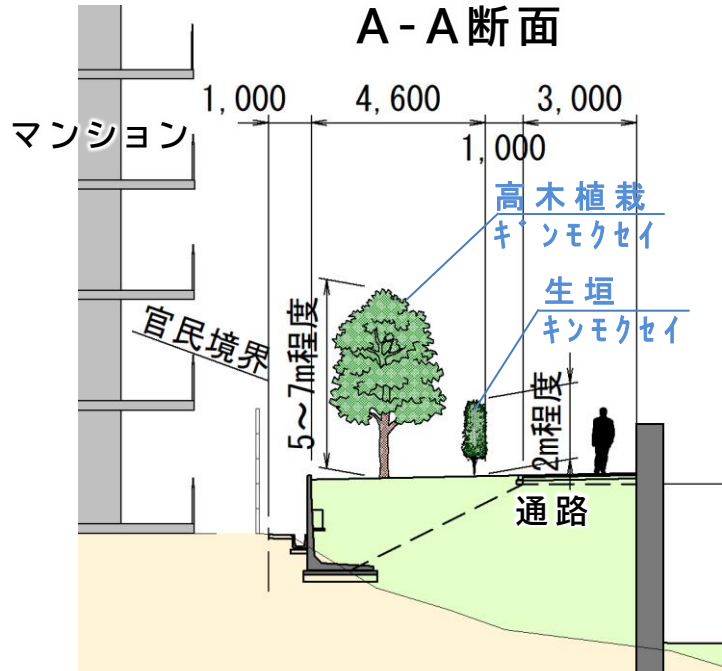 A-A断面
1,000
4,600
3,000
マンション
1,000
高木植栽
ギンモクセイ
生垣
キンモクセイ
官民境界
5～7m程度
2m程度
通路